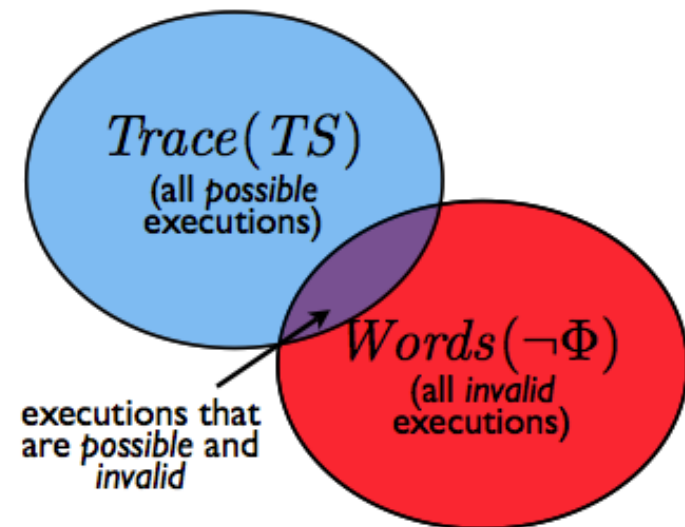 Trace(TS)
(all possible
executions)
Words(¬Φ)
(all invalid
executions)
executions that
are possible and
invalid